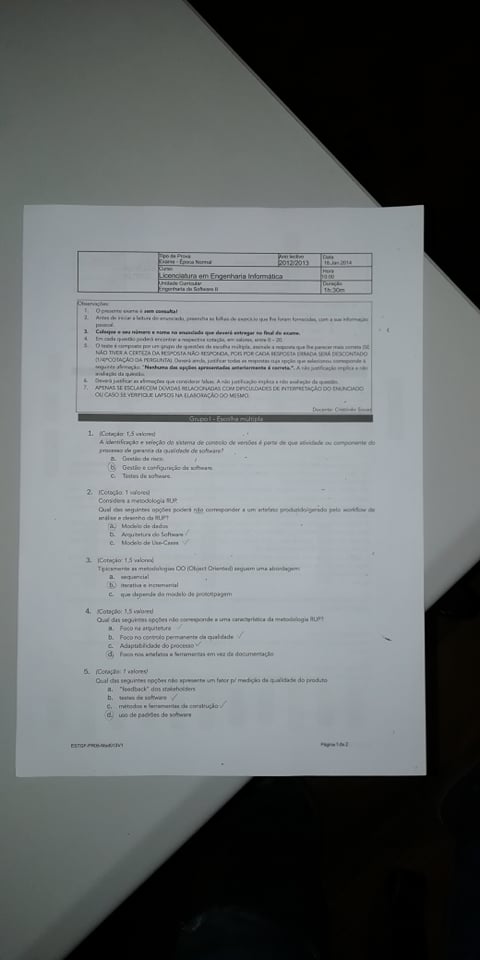 Tipo de Prova
Exame - Época Normal
Ano lectivo
2012/2013
Data
16-Jan-2014
Curso
Licenciatura em Engenharia Informática
Hora
10:00
Unidade Curricular
Engenharia de Software II
Duração
1h:30m
Observações:
1. O presente exame é sem consulta!
2. Antes de iniciar a leitura do enunciado, preencha as folhas de exercício que lhe foram fornecidas, com a sua informação
pessoal.
3. Coloque o seu número e nome no enunciado que deverá entregar no final do exame.
4. Em cada questão poderá encontrar a respectiva cotação, em valores, entre 0 – 20.
5. O teste é composto por um grupo de questões de escolha múltipla, assinale a resposta que lhe parecer mais correta (SE
NÃO TIVER A CERTEZA DA RESPOSTA NÃO RESPONDA, POIS POR CADA RESPOSTA ERRADA SERÁ DESCONTADO
COTAÇÃO DA PERGUNTA). Deverá ainda, justificar todas as respostas cuja opção que selecionou corresponde à
seguinte afirmação: "Nenhuma das opções apresentadas anteriormente é correta.". A não justificação implica a não
avaliação da questão.
6. Deverá justificar as afirmações que considerar falsas. A não justificação implica a não avaliação da questão.
7. APENAS SE ESCLARECEM DÚVIDAS RELACIONADAS COM DIFICULDADES DE INTERPRETAÇÃO DO ENUNCIADO
OU CASO SE VERIFIQUE LAPSOS NA ELABORAÇÃO DO MESMO.
Docente: Cristóvão Sousa
Grupo I - Escolha múltipla
1. (Cotação: 1,5 valores)
A identificação e seleção do sistema de controlo de versões é parte de que atividade ou componente do
processo de garantia da qualidade de software?
a. Gestão de risco.
b. Gestão e configuração de software.
c. Testes de software.
2. (Cotação: 1 valores)
Considere a metodologia RUP.
Qual das seguintes opções poderá não corresponder a um artefato produzido/gerado pelo workflow de
análise e desenho da RUP?
a. Modelo de dados
b. Arquitetura do Software
c. Modelo de Use-Cases
3. (Cotação: 1,5 valores)
Tipicamente as metodologias OO (Object Oriented) seguem uma abordagem:
a. sequencial
b. iterativa e incremental
c. que depende do modelo de prototipagem
4. (Cotação: 1,5 valores)
Qual das seguintes opções não corresponde a uma característica da metodologia RUP?
a. Foco na arquitetura
b. Foco no controlo permanente da qualidade
c. Adaptabilidade do processo
d. Foco nos artefatos e ferramentas em vez da documentação
5. (Cotação: 1 valores)
Qual das seguintes opções não apresente um fator p/ medição da qualidade do produto
a. "feedback" dos stakeholders
b. testes de software
c. métodos e ferramentas de construção
d. uso de padrões de software
Página 1 de 2